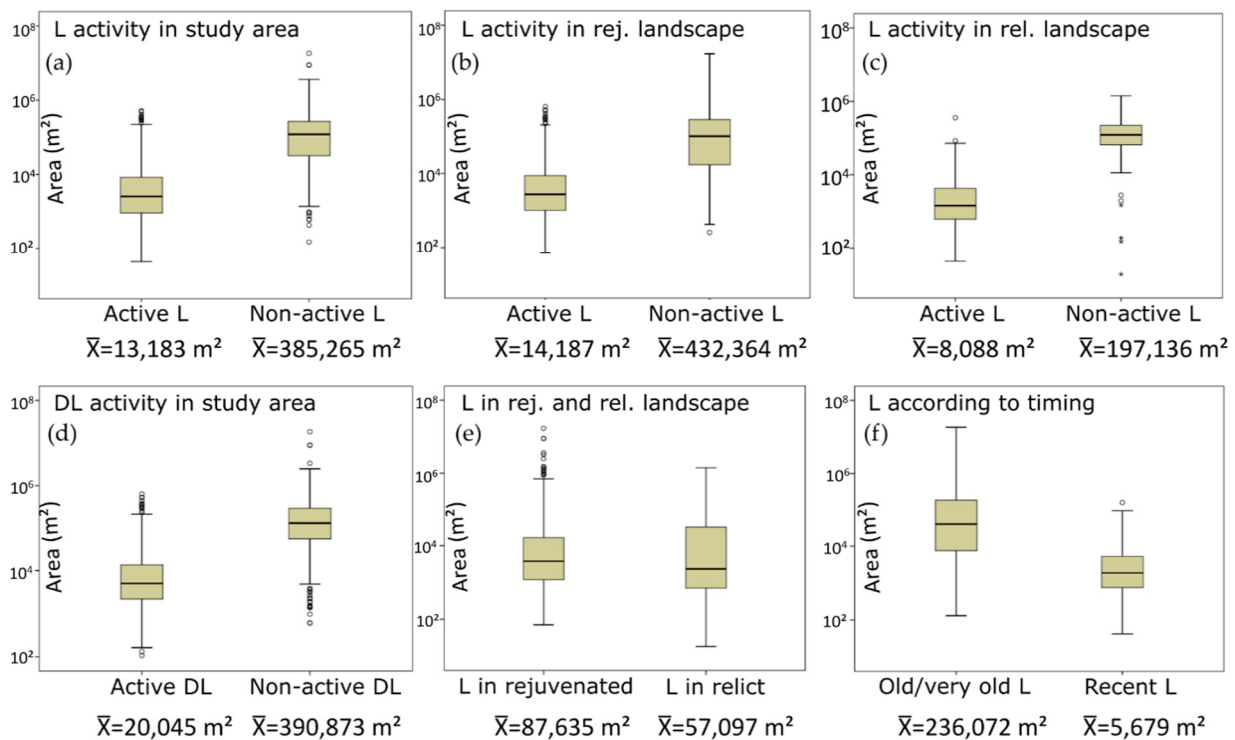 L activity in study area
(a)
10⁸
10⁶
10⁴
10²
Area (m²)
Active L
Non-active L
X̅=13,183 m²
X̅=385,265 m²
L activity in rej. landscape
(b)
10⁸
10⁶
10⁴
10²
Area (m²)
Active L
Non-active L
X̅=14,187 m²
X̅=432,364 m²
L activity in rel. landscape
(c)
10⁸
10⁶
10⁴
10²
Area (m²)
Active L
Non-active L
X̅=8,088 m²
X̅=197,136 m²
DL activity in study area
(d)
10⁸
10⁶
10⁴
10²
Area (m²)
Active DL
Non-active DL
X̅=20,045 m²
X̅=390,873 m²
L in rej. and rel. landscape
(e)
10⁸
10⁶
10⁴
10²
Area (m²)
L in rejuvenated
L in relict
X̅=87,635 m²
X̅=57,097 m²
L according to timing
(f)
10⁸
10⁶
10⁴
10²
Area (m²)
Old/very old L
Recent L
X̅=236,072 m²
X̅=5,679 m²